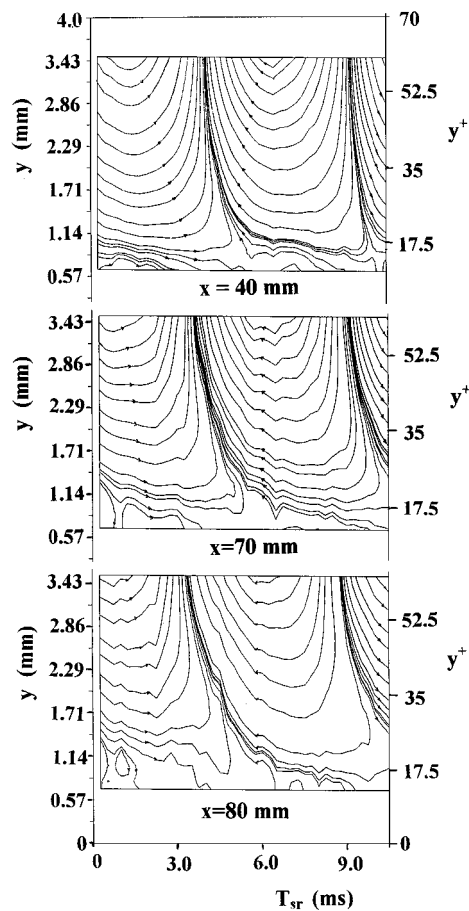 4.0 70
3.43
2.86 52.5
2.29
1.71 35
1.14 17.5
0.57
y (mm) y⁺
x = 40 mm
3.43
2.86 52.5
2.29
1.71 35
1.14 17.5
0.57
y (mm) y⁺
x=70 mm
3.43
2.86 52.5
2.29
1.71 35
1.14 17.5
0.57
y (mm) y⁺
x=80 mm
0 0
0 3.0 6.0 9.0
Tsr (ms)